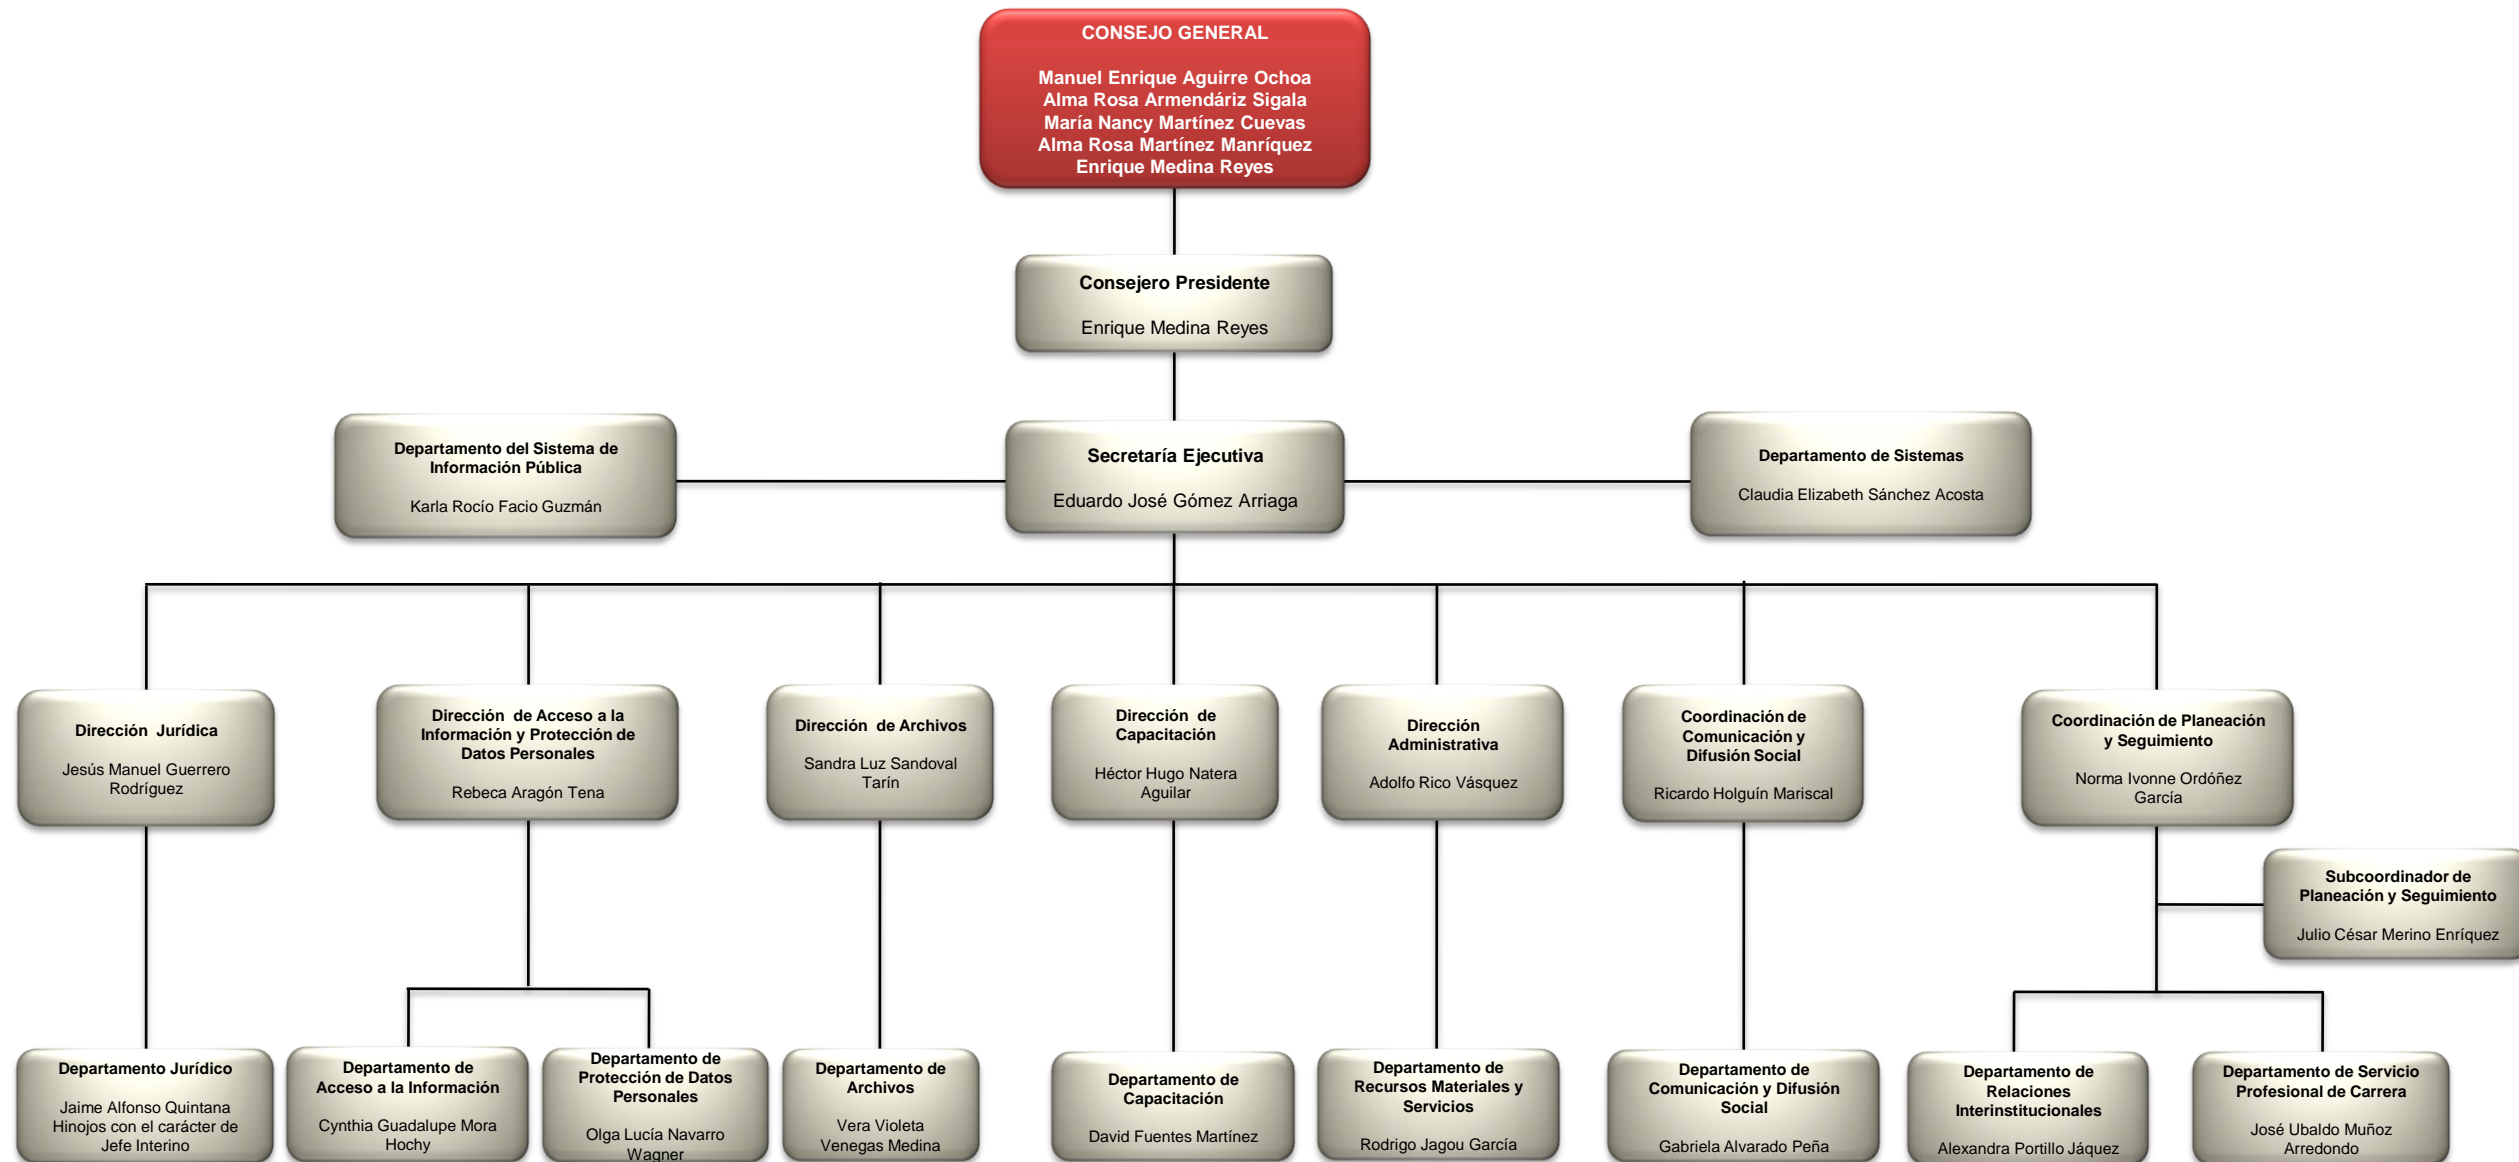 CONSEJO GENERAL
Manuel Enrique Aguirre Ochoa
Alma Rosa Armendáriz Sigala
María Nancy Martínez Cuevas
Alma Rosa Martínez Manríquez
Enrique Medina Reyes
Consejero Presidente
Enrique Medina Reyes
Departamento del Sistema de
Información Pública
Karla Rocío Facio Guzmán
Secretaría Ejecutiva
Eduardo José Gómez Arriaga
Departamento de Sistemas
Claudia Elizabeth Sánchez Acosta
Dirección Jurídica
Jesús Manuel Guerrero
Rodríguez
Dirección de Acceso a la
Información y Protección de
Datos Personales
Rebeca Aragón Tena
Dirección de Archivos
Sandra Luz Sandoval
Tarín
Dirección de
Capacitación
Héctor Hugo Natera
Aguilar
Dirección
Administrativa
Adolfo Rico Vásquez
Coordinación de
Comunicación y
Difusión Social
Ricardo Holguín Mariscal
Coordinación de Planeación
y Seguimiento
Norma Ivonne Ordóñez
García
Subcoordinador de
Planeación y Seguimiento
Julio César Merino Enríquez
Departamento Jurídico
Jaime Alfonso Quintana
Hinojos con el carácter de
Jefe Interino
Departamento de
Acceso a la Información
Cynthia Guadalupe Mora
Hochy
Departamento de
Protección de Datos
Personales
Olga Lucía Navarro
Wagner
Departamento de
Archivos
Vera Violeta
Venegas Medina
Departamento de
Capacitación
David Fuentes Martínez
Departamento de
Recursos Materiales y
Servicios
Rodrigo Jagou García
Departamento de
Comunicación y Difusión
Social
Gabriela Alvarado Peña
Departamento de
Relaciones
Interinstitucionales
Alexandra Portillo Jáquez
Departamento de Servicio
Profesional de Carrera
José Ubaldo Muñoz
Arredondo